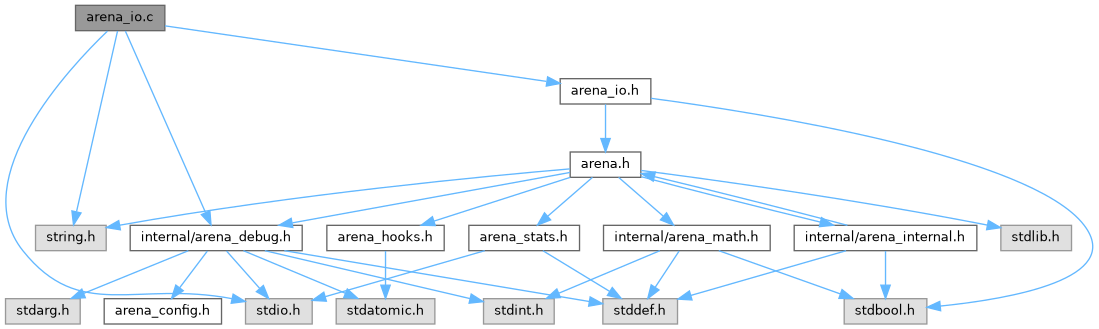 arena_io.c
arena_io.h
arena.h
string.h
internal/arena_debug.h
arena_hooks.h
arena_stats.h
internal/arena_math.h
internal/arena_internal.h
stdlib.h
stdarg.h
arena_config.h
stdio.h
stdatomic.h
stdint.h
stddef.h
stdbool.h